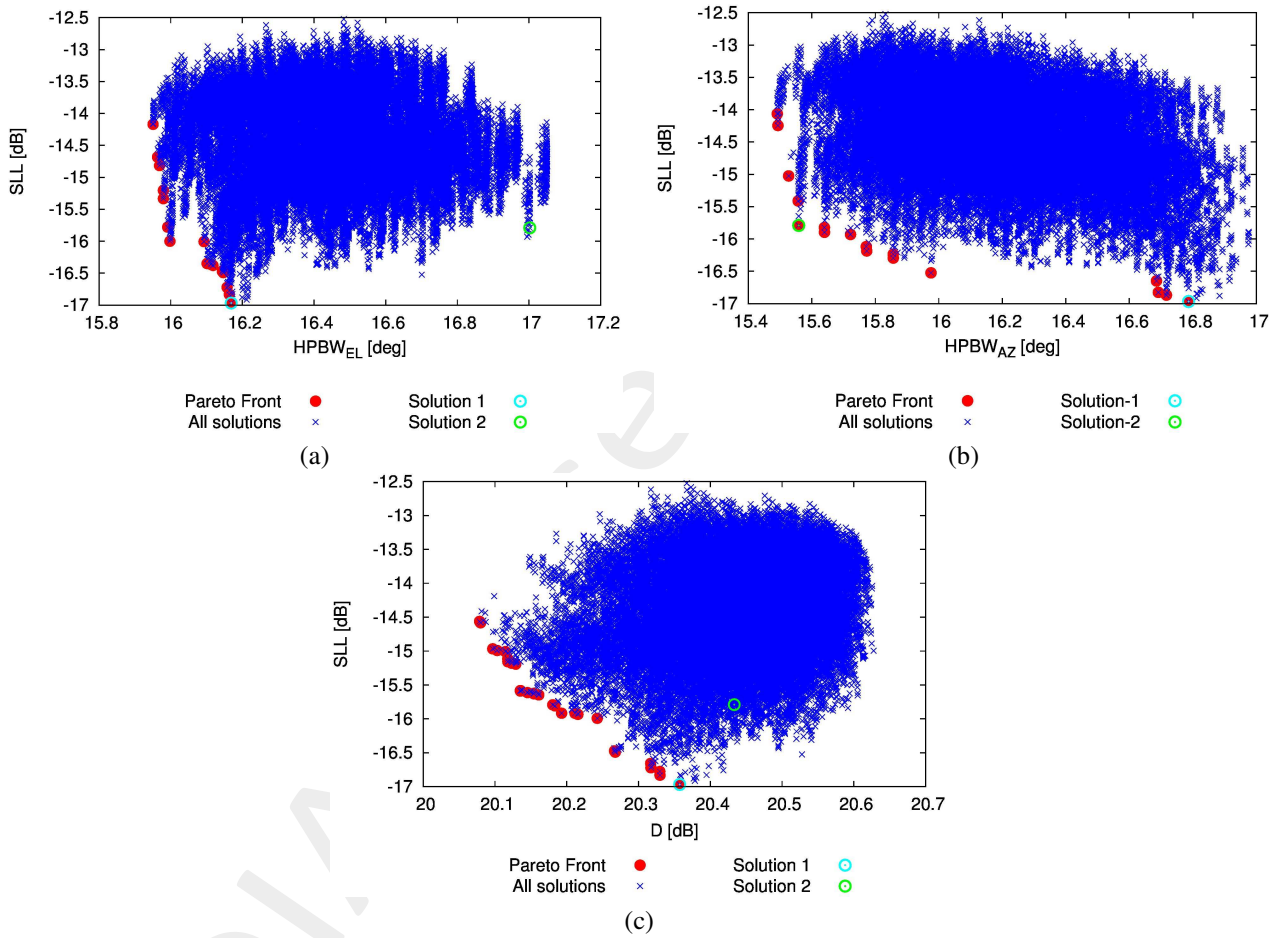 -12.5
-13
-13.5
-14
-14.5
-15
-15.5
-16
-16.5
-17
15.8 16 16.2 16.4 16.6 16.8 17 17.2
SLL [dB]
HPBW_EL [deg]
Pareto Front
All solutions
Solution 1
Solution 2
(a)
-12.5
-13
-13.5
-14
-14.5
-15
-15.5
-16
-16.5
-17
15.4 15.6 15.8 16 16.2 16.4 16.6 16.8 17
SLL [dB]
HPBW_AZ [deg]
Pareto Front
All solutions
Solution-1
Solution-2
(b)
-12.5
-13
-13.5
-14
-14.5
-15
-15.5
-16
-16.5
-17
20 20.1 20.2 20.3 20.4 20.5 20.6 20.7
SLL [dB]
D [dB]
Pareto Front
All solutions
Solution 1
Solution 2
(c)